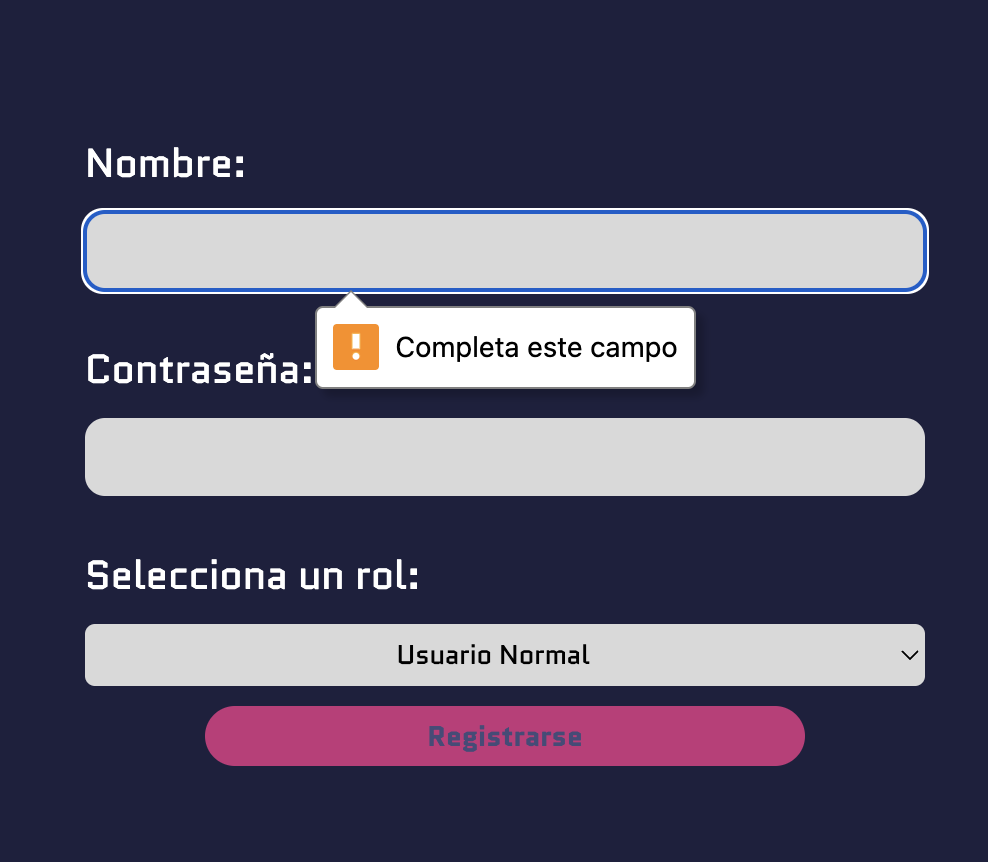 Nombre:
Completa este campo
Contraseña:
Selecciona un rol:
Usuario Normal
Registrarse